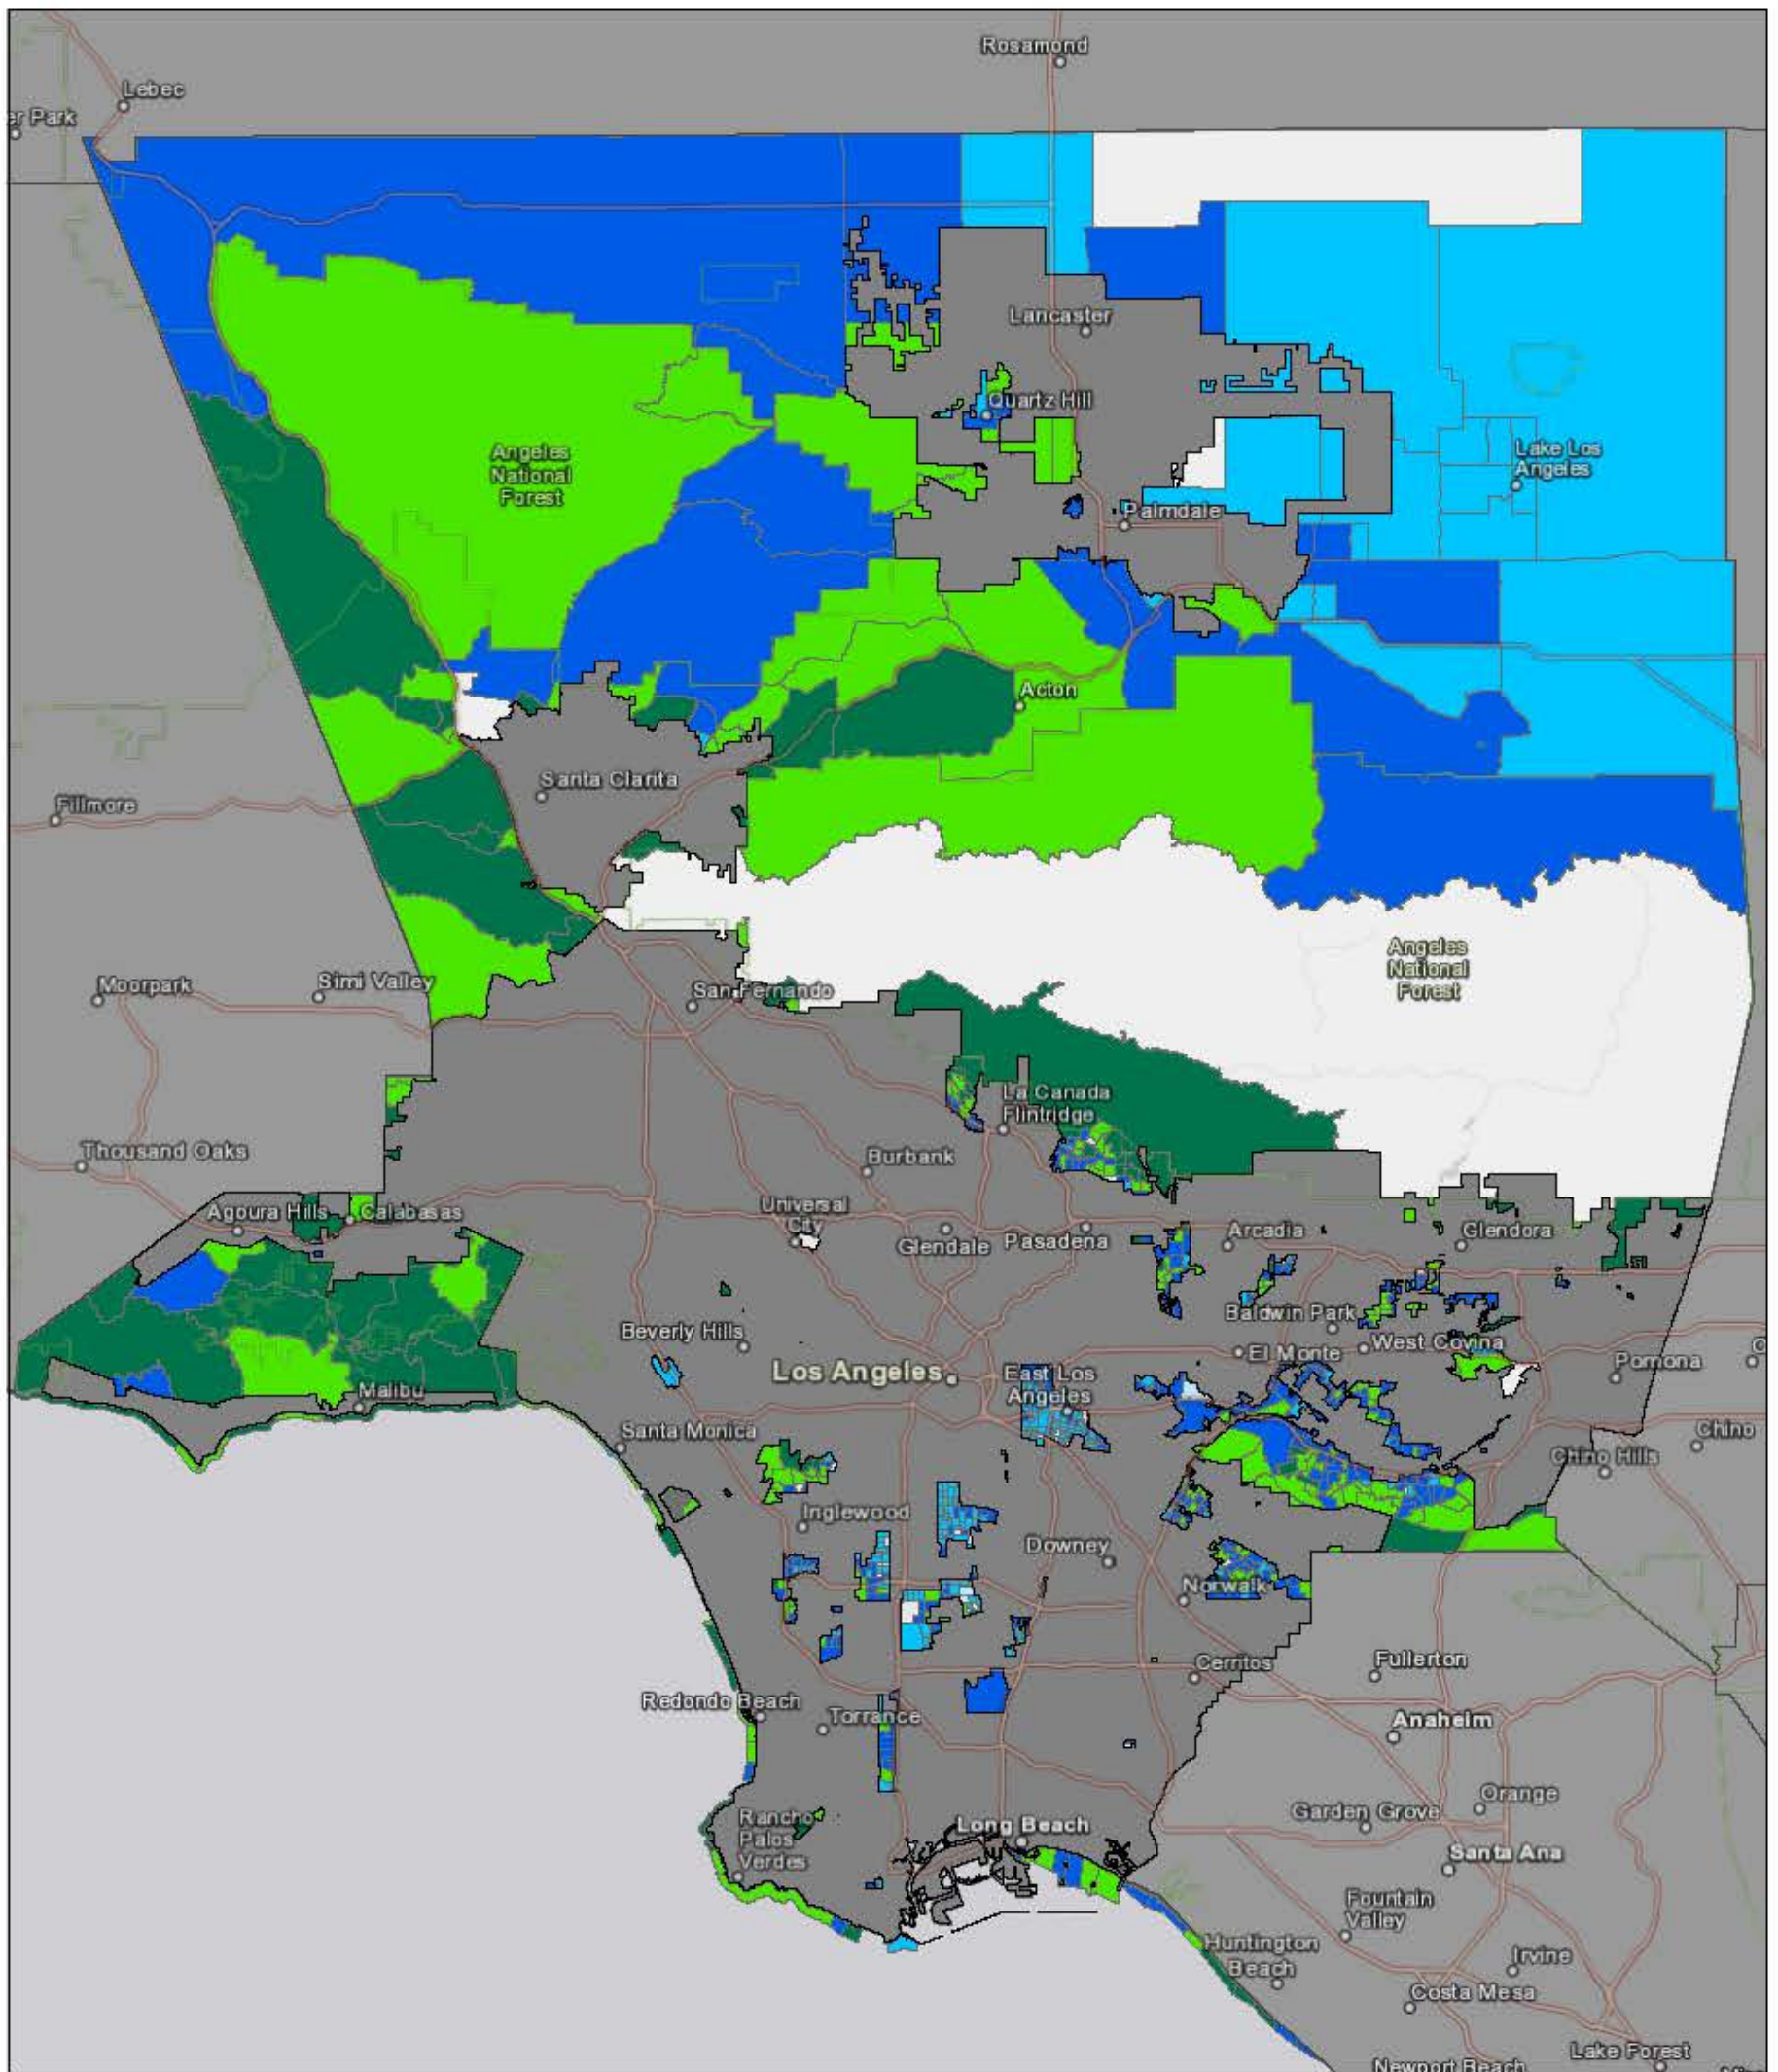 Rosamond
Lebec
er Park
Lancaster
Quartz Hill
Lake Los
Angeles
Angeles
National
Forest
Palmdale
Acton
Santa Clarita
Fillmore
Angeles
National
Forest
Moorpark
Simi Valley
San Fernando
La Canada
Flintridge
Thousand Oaks
Burbank
Agoura Hills
Calabasas
Universal
City
Glendale
Pasadena
Arcadia
Glendora
Baldwin Park
Beverly Hills
El Monte
West Covina
Pomona
Los Angeles
East Los
Angeles
Malibu
Santa Monica
Chino
Chino Hills
Inglewood
Downey
Norwalk
Cerritos
Fullerton
Redondo Beach
Torrance
Anaheim
Orange
Garden Grove
Rancho
Palos
Verdes
Long Beach
Santa Ana
Fountain
Valley
Huntington
Beach
Irvine
Costa Mesa
Lake Forest
Newport Beach